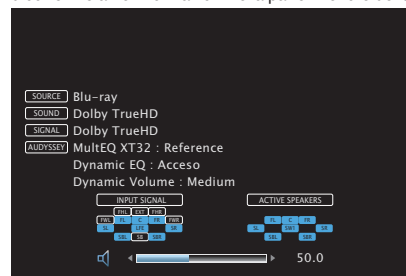 SOURCE Blu-ray
SOUND Dolby TrueHD
SIGNAL Dolby TrueHD
AUDYSSEY MultEQ XT32 : Reference
Dynamic EQ : Acceso
Dynamic Volume : Medium
INPUT SIGNAL ACTIVE SPEAKERS
FHL EXT FHR
FWL FL C FR FWR FL C FR
SL LFE SR SL SW1 SR
SBL SB SBR SBL SBR
50.0